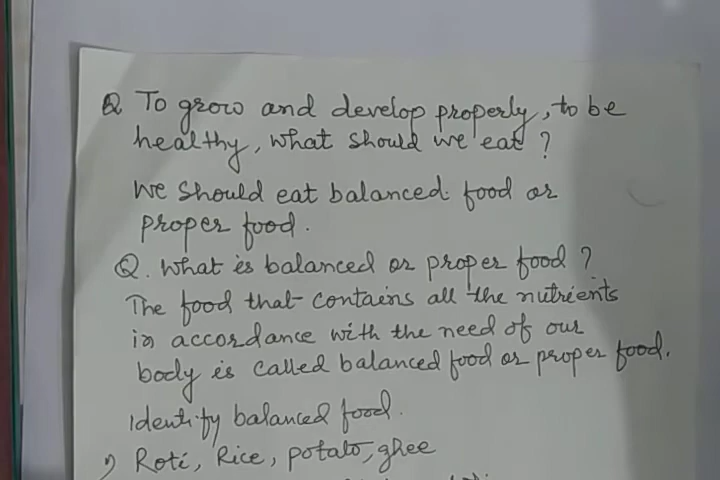 Q To grow and develop properly, to be
healthy, what should we eat ?
we should eat balanced food or
proper food.
Q. what is balanced or proper food ?
The food that contains all the nutrients
in accordance with the need of our
body is called balanced food or proper food.
Identify balanced food.
1) Roti, Rice, potato, ghee